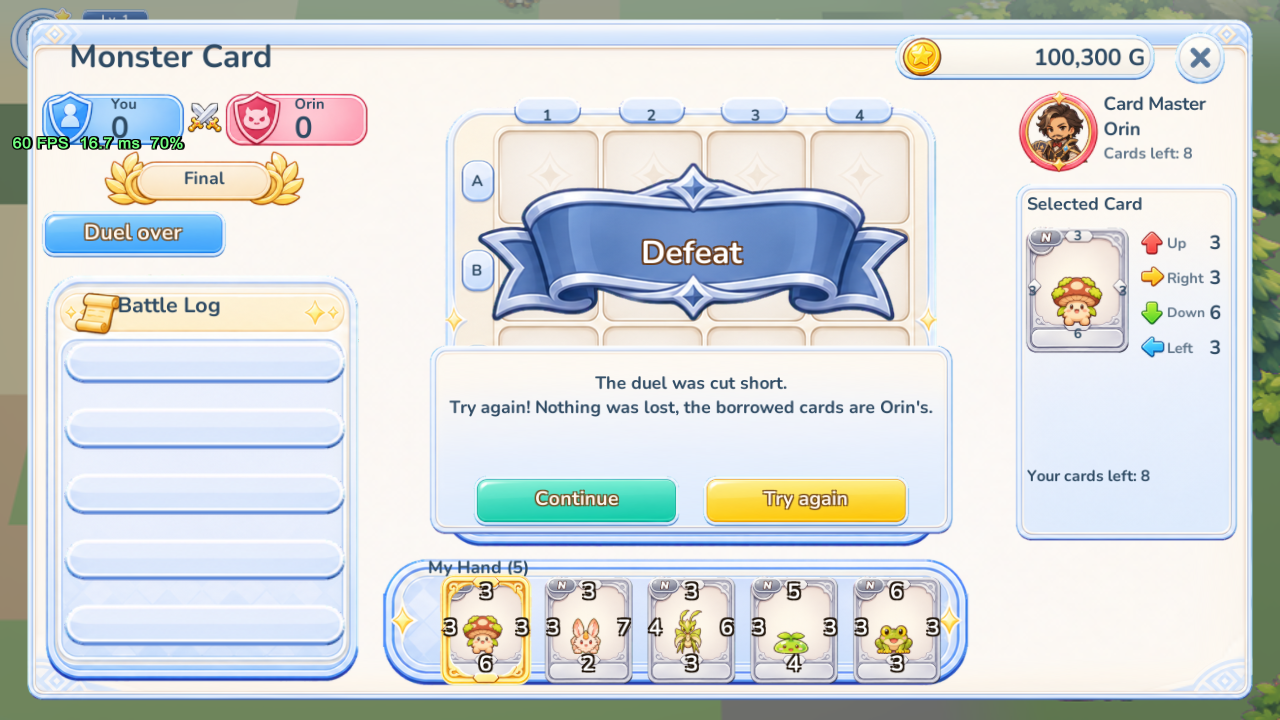 Lv 1
Monster Card
100,300 G
You
0
Orin
0
60 FPS 16.7 ms 70%
Final
Duel over
Battle Log
1 2 3 4
A
B
Defeat
The duel was cut short.
Try again! Nothing was lost, the borrowed cards are Orin's.
Continue
Try again
Card Master
Orin
Cards left: 8
Selected Card
N 3
3 3
6
Up 3
Right 3
Down 6
Left 3
Your cards left: 8
My Hand (5)
3 N 3 N 3 N 5 N 6
3 3 3 7 4 6 3 3 3 3
6 2 3 4 3